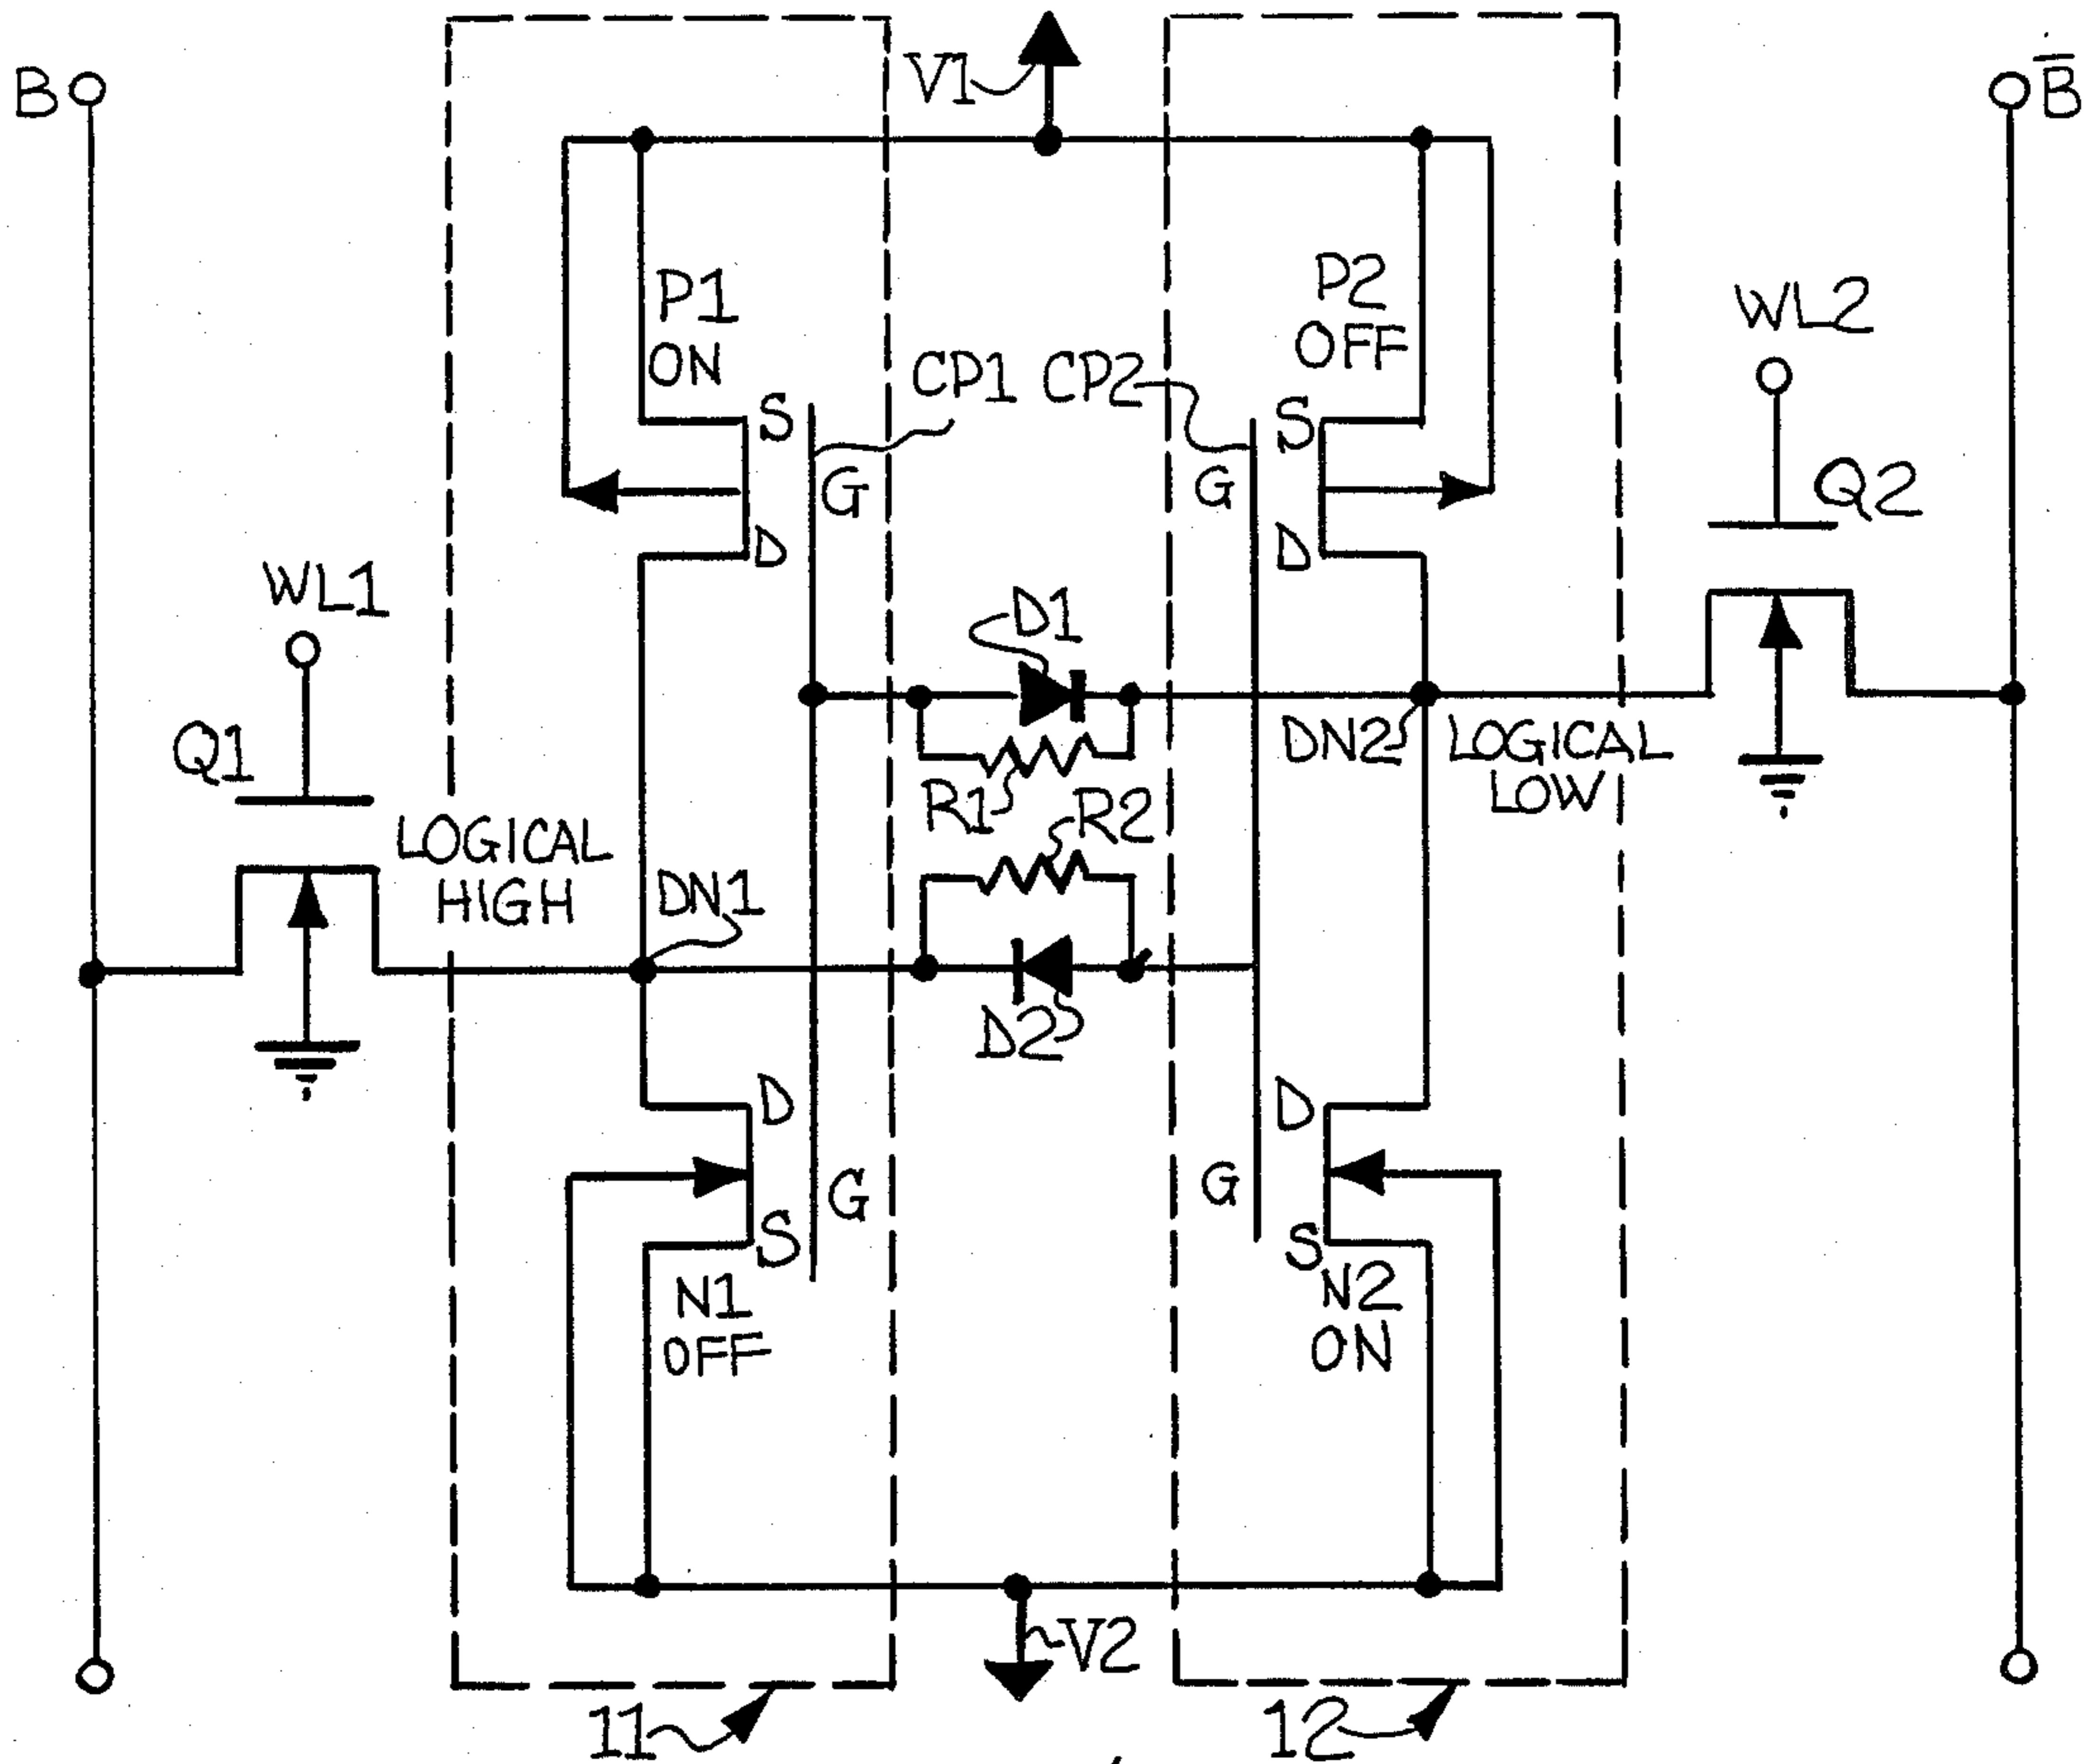 B
V1
B̅
P1
ON
P2
OFF
WL2
CP1
CP2
S
G
D
S
G
D
Q2
WL1
D1
Q1
R1
DN2
LOGICAL
LOW
R2
LOGICAL
HIGH
DN1
D2
D
G
S
D
G
S
N1
OFF
N2
ON
V2
11
12